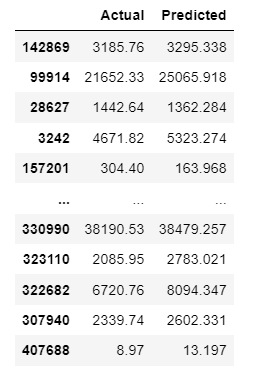 Actual Predicted
142869 3185.76 3295.338
99914 21652.33 25065.918
28627 1442.64 1362.284
3242 4671.82 5323.274
157201 304.40 163.968
... ... ...
330990 38190.53 38479.257
323110 2085.95 2783.021
322682 6720.76 8094.347
307940 2339.74 2602.331
407688 8.97 13.197